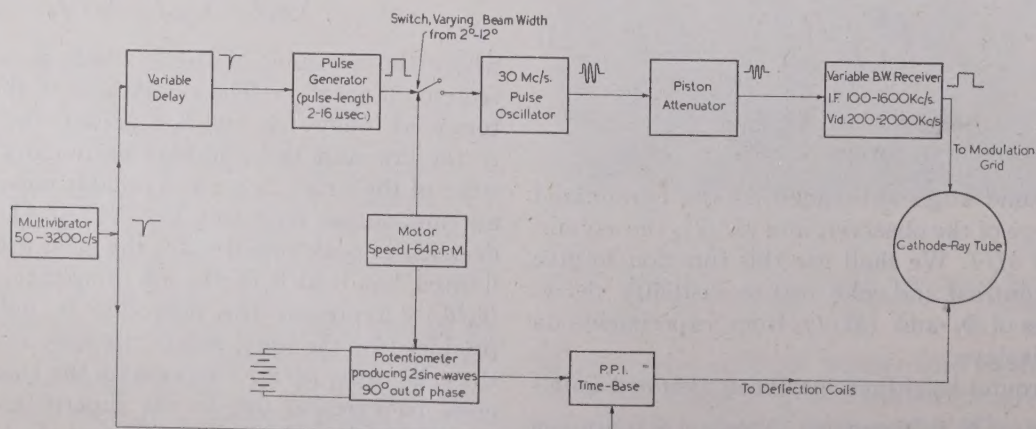 Switch, Varying Beam Width
from 2°-12°
Variable
Delay
Pulse
Generator
(pulse-length
2-16 µsec.)
30 Mc/s.
Pulse
Oscillator
Piston
Attenuator
Variable B.W. Receiver
I.F. 100-1600Kc/s.
Vid. 200-2000Kc/s
To Modulation
Grid
Multivibrator
50-3200c/s
Motor
Speed 1-64 R.P.M.
Cathode-Ray Tube
Potentiometer
producing 2 sine-waves
90° out of phase
P.P.I.
Time-Base
To Deflection Coils